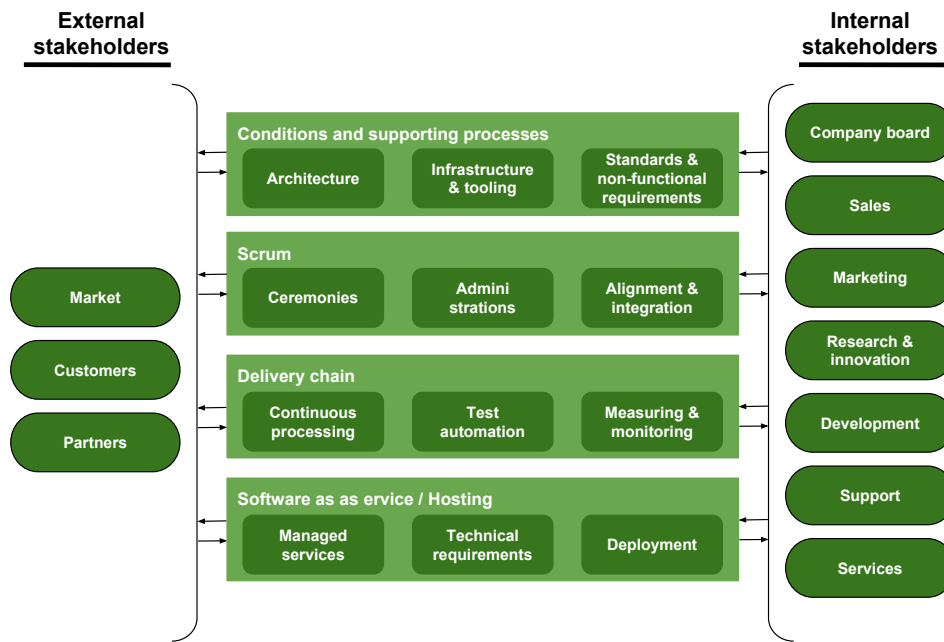 External
stakeholders
Internal
stakeholders
Conditions and supporting processes
Architecture
Infrastructure
& tooling
Standards &
non-functional
requirements
Scrum
Ceremonies
Admini
strations
Alignment &
integration
Delivery chain
Continuous
processing
Test
automation
Measuring &
monitoring
Software as as ervice / Hosting
Managed
services
Technical
requirements
Deployment
Market
Customers
Partners
Company board
Sales
Marketing
Research &
innovation
Development
Support
Services